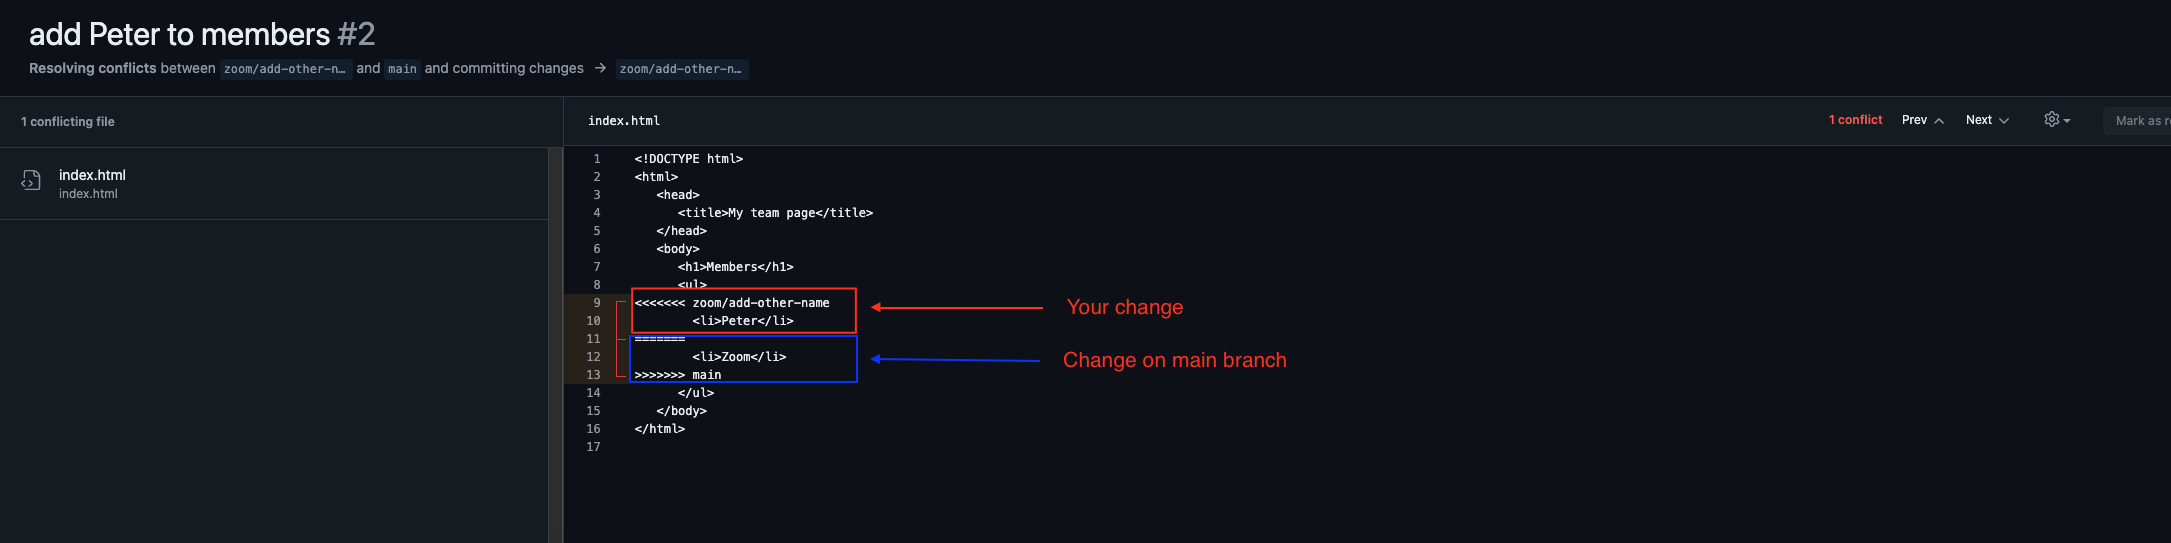 add Peter to members #2
Resolving conflicts between zoom/add-other-n… and main and committing changes → zoom/add-other-n…
1 conflicting file
index.html
index.html
index.html
1 conflict Prev Next Mark as r
1 <!DOCTYPE html>
2 <html>
3 <head>
4 <title>My team page</title>
5 </head>
6 <body>
7 <h1>Members</h1>
8 <ul>
9 <<<<<<< zoom/add-other-name
10 <li>Peter</li>
11 =======
12 <li>Zoom</li>
13 >>>>>>> main
14 </ul>
15 </body>
16 </html>
17
Your change
Change on main branch